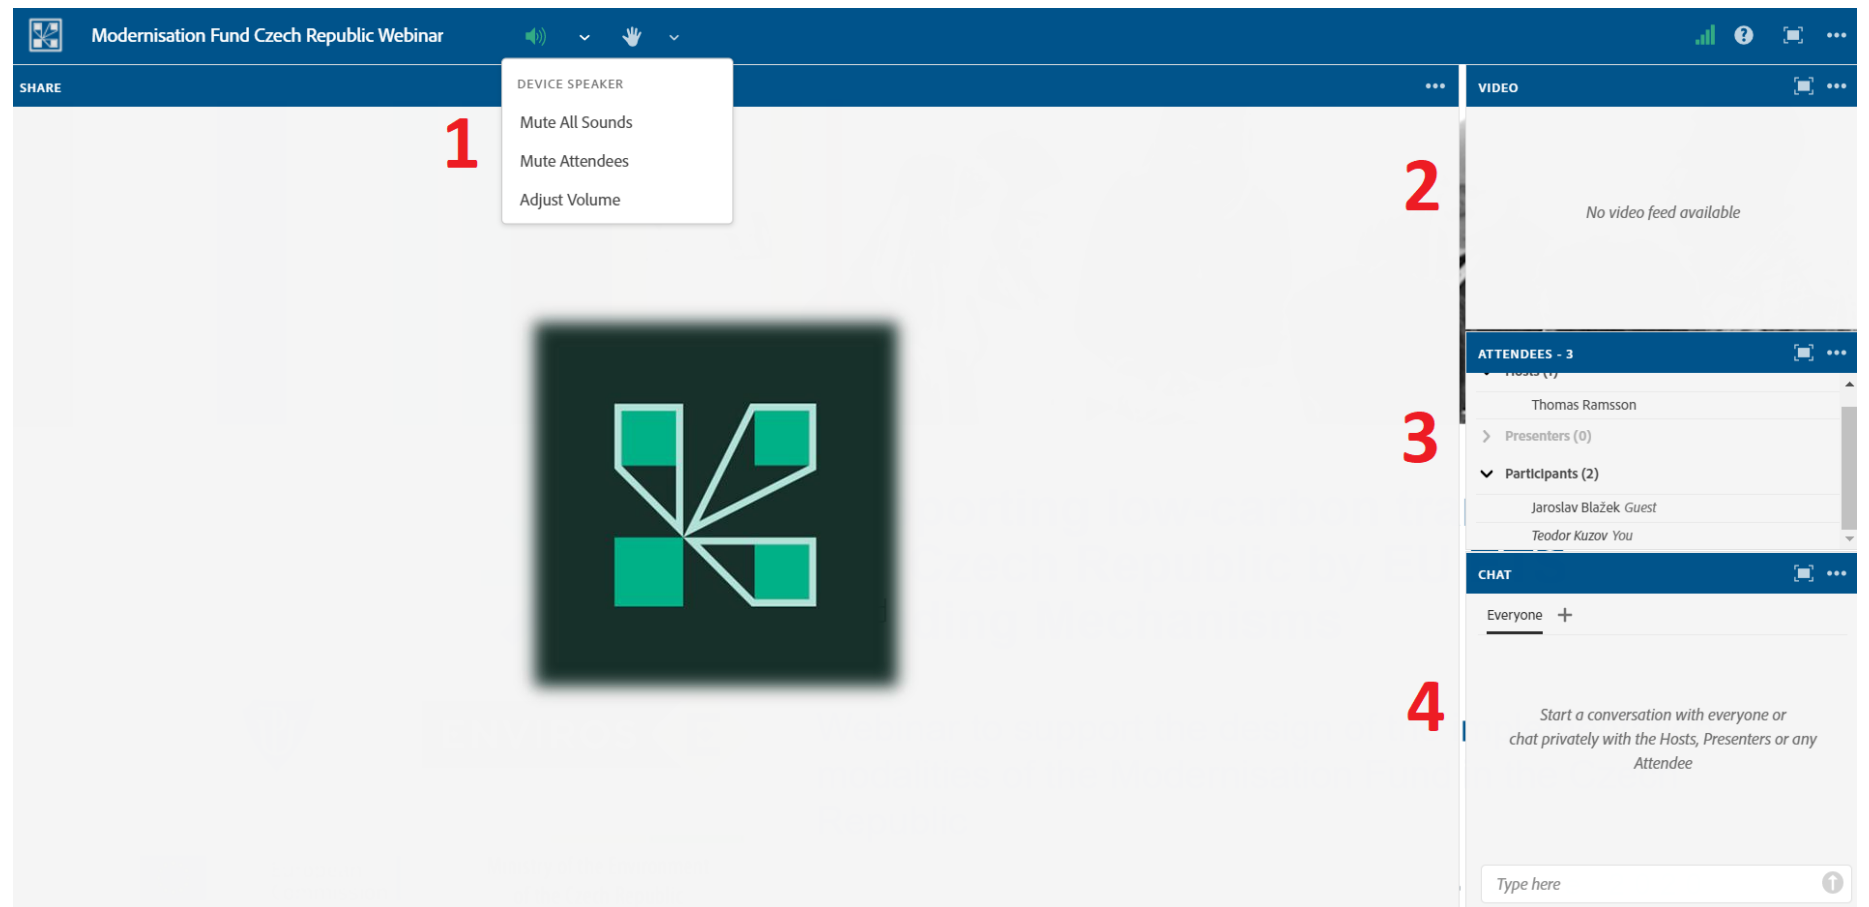 Modernisation Fund Czech Republic Webinar
SHARE
DEVICE SPEAKER
Mute All Sounds
Mute Attendees
Adjust Volume
1
VIDEO
2
No video feed available
ATTENDEES - 3
Hosts (1)
Thomas Ramsson
Presenters (0)
3
Participants (2)
Jaroslav Blažek Guest
Teodor Kuzov You
CHAT
Everyone +
4
Start a conversation with everyone or
chat privately with the Hosts, Presenters or any
Attendee
Type here